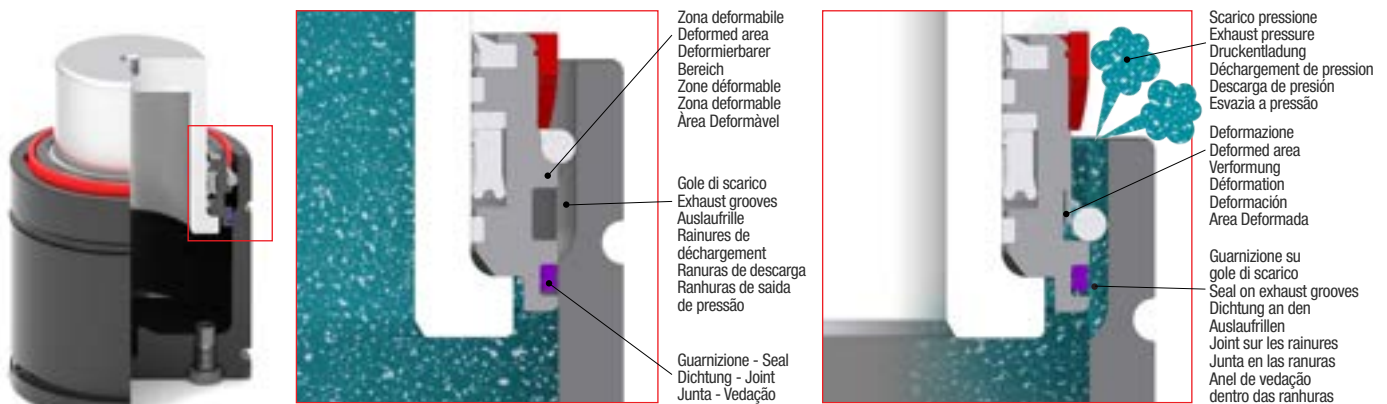 Zona deformabile
Deformed area
Deformierbarer
Bereich
Zone déformable
Zona deformable
Àrea Deformàvel
Gole di scarico
Exhaust grooves
Auslaufrille
Rainures de
déchargement
Ranuras de descarga
Ranhuras de saida
de pressão
Guarnizione - Seal
Dichtung - Joint
Junta - Vedação
Scarico pressione
Exhaust pressure
Druckentladung
Déchargement de pression
Descarga de presión
Esvazia a pressão
Deformazione
Deformed area
Verformung
Déformation
Deformación
Area Deformada
Guarnizione su
gole di scarico
Seal on exhaust grooves
Dichtung an den
Auslaufrillen
Joint sur les rainures
Junta en las ranuras
Anel de vedação
dentro das ranhuras